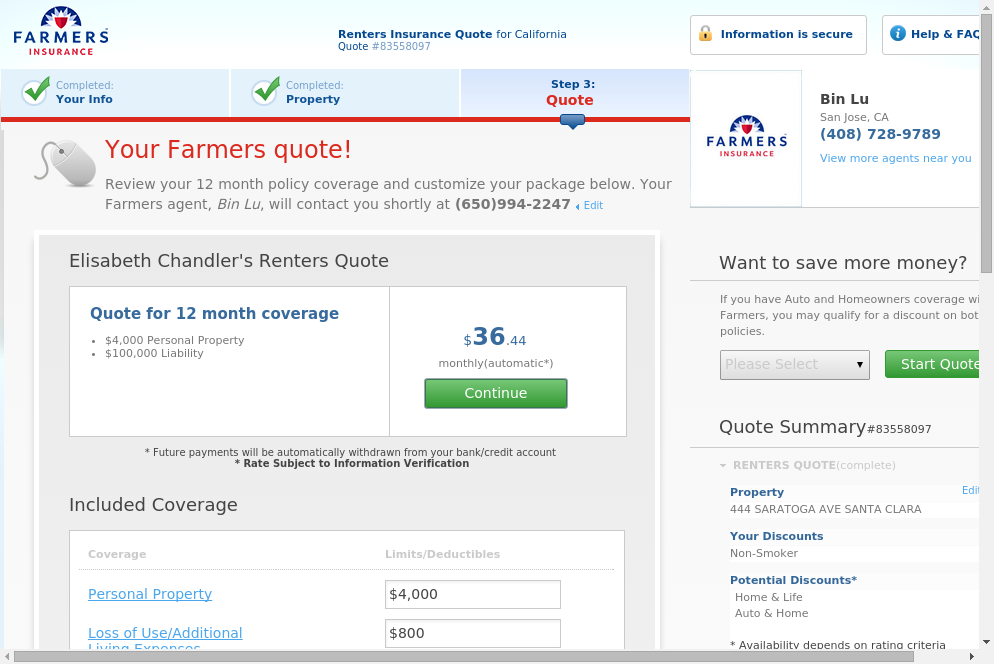 FARMERS
INSURANCE
Renters Insurance Quote for California
Quote #83558097
Information is secure
Help & FAQ
Completed:
Your Info
Completed:
Property
Step 3:
Quote
FARMERS
INSURANCE
Bin Lu
San Jose, CA
(408) 728-9789
View more agents near you
Your Farmers quote!
Review your 12 month policy coverage and customize your package below. Your
Farmers agent, Bin Lu, will contact you shortly at (650)994-2247 Edit
Elisabeth Chandler's Renters Quote
Quote for 12 month coverage
• $4,000 Personal Property
• $100,000 Liability
$36.44
monthly(automatic*)
Continue
* Future payments will be automatically withdrawn from your bank/credit account
* Rate Subject to Information Verification
Included Coverage
Coverage Limits/Deductibles
Personal Property $4,000
Loss of Use/Additional $800
Living Expenses
Want to save more money?
If you have Auto and Homeowners coverage wi
Farmers, you may qualify for a discount on bot
policies.
Please Select
Start Quote
Quote Summary#83558097
RENTERS QUOTE(complete)
Property Edit
444 SARATOGA AVE SANTA CLARA
Your Discounts
Non-Smoker
Potential Discounts*
Home & Life
Auto & Home
* Availability depends on rating criteria